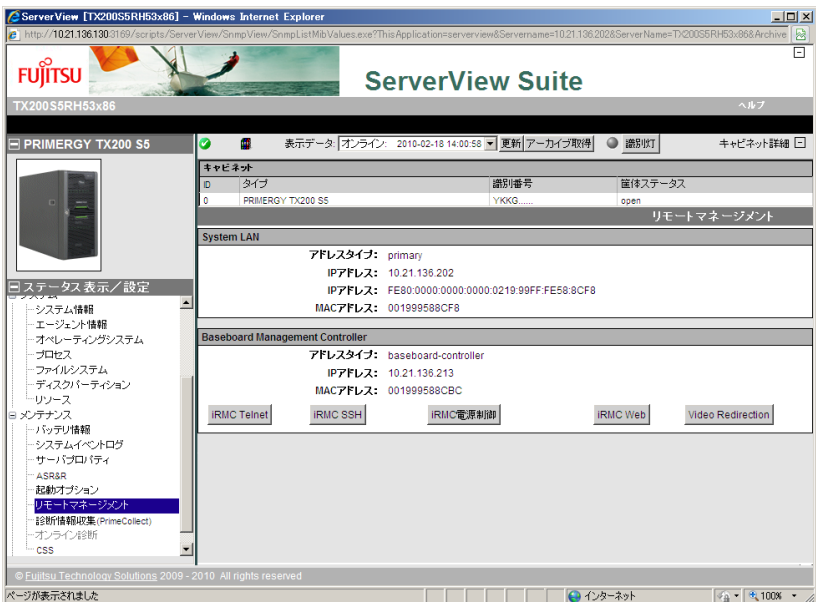 ServerView [TX200S5RH53x86] - Windows Internet Explorer
http://10.21.136.130:3169/scripts/ServerView/SnmpView/SnmpListMibValues.exe?ThisApplication=serverview&Servername=10.21.136.202&ServerName=TX200S5RH53x86&Archive
FUJITSU
ServerView Suite
TX200S5RH53x86 ヘルプ
PRIMERGY TX200 S5
表示データ: オンライン: 2010-02-18 14:00:58 更新 アーカイブ取得 識別灯 キャビネット詳細
キャビネット
ID タイプ 識別番号 筐体ステータス
0 PRIMERGY TX200 S5 YKKG...... open
リモートマネージメント
System LAN
アドレスタイプ: primary
IPアドレス: 10.21.136.202
IPアドレス: FE80:0000:0000:0000:0219:99FF:FE58:8CF8
MACアドレス: 001999588CF8
Baseboard Management Controller
アドレスタイプ: baseboard-controller
IPアドレス: 10.21.136.213
MACアドレス: 001999588CBC
iRMC Telnet iRMC SSH iRMC電源制御 iRMC Web Video Redirection
ステータス表示／設定
システム
システム情報
エージェント情報
オペレーティングシステム
プロセス
ファイルシステム
ディスクパーティション
リソース
メンテナンス
バッテリ情報
システムイベントログ
サーバプロパティ
ASR&R
起動オプション
リモートマネージメント
診断情報収集(PrimeCollect)
オンライン診断
CSS
© Fujitsu Technology Solutions 2009 - 2010 All rights reserved
ページが表示されました インターネット 100%